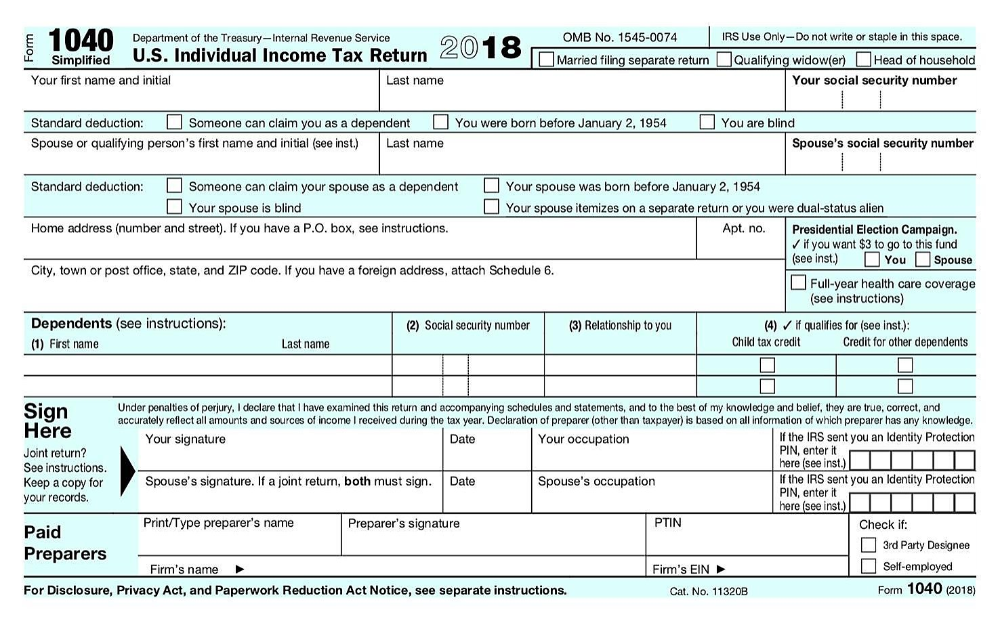 Form 1040 Simplified
Department of the Treasury—Internal Revenue Service
U.S. Individual Income Tax Return
2018
OMB No. 1545-0074
IRS Use Only—Do not write or staple in this space.
Married filing separate return Qualifying widow(er) Head of household
Your first name and initial
Last name
Your social security number
Standard deduction: Someone can claim you as a dependent You were born before January 2, 1954 You are blind
Spouse or qualifying person's first name and initial (see inst.)
Last name
Spouse's social security number
Standard deduction: Someone can claim your spouse as a dependent Your spouse was born before January 2, 1954
Your spouse is blind Your spouse itemizes on a separate return or you were dual-status alien
Home address (number and street). If you have a P.O. box, see instructions.
Apt. no.
Presidential Election Campaign.
✓ if you want $3 to go to this fund
(see inst.) You Spouse
City, town or post office, state, and ZIP code. If you have a foreign address, attach Schedule 6.
Full-year health care coverage
(see instructions)
Dependents (see instructions):
(1) First name Last name
(2) Social security number
(3) Relationship to you
(4) ✓ if qualifies for (see inst.):
Child tax credit Credit for other dependents
Sign
Here
Joint return?
See instructions.
Keep a copy for
your records.
Under penalties of perjury, I declare that I have examined this return and accompanying schedules and statements, and to the best of my knowledge and belief, they are true, correct, and
accurately reflect all amounts and sources of income I received during the tax year. Declaration of preparer (other than taxpayer) is based on all information of which preparer has any knowledge.
Your signature
Date
Your occupation
If the IRS sent you an Identity Protection
PIN, enter it
here (see inst.)
Spouse's signature. If a joint return, both must sign.
Date
Spouse's occupation
If the IRS sent you an Identity Protection
PIN, enter it
here (see inst.)
Paid
Preparers
Print/Type preparer's name
Preparer's signature
PTIN
Check if:
3rd Party Designee
Self-employed
Firm's name ▶
Firm's EIN ▶
For Disclosure, Privacy Act, and Paperwork Reduction Act Notice, see separate instructions.
Cat. No. 11320B
Form 1040 (2018)